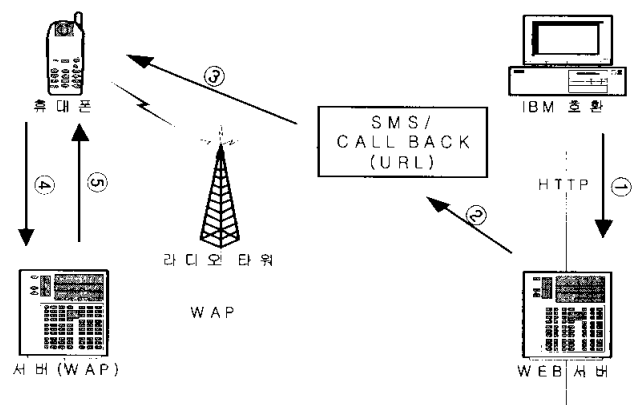 ③
휴대폰
SMS/
CALL BACK
(URL)
IBM 호환
④
⑤
HTTP
①
②
라디오 타워
WAP
서버(WAP)
WEB 서버